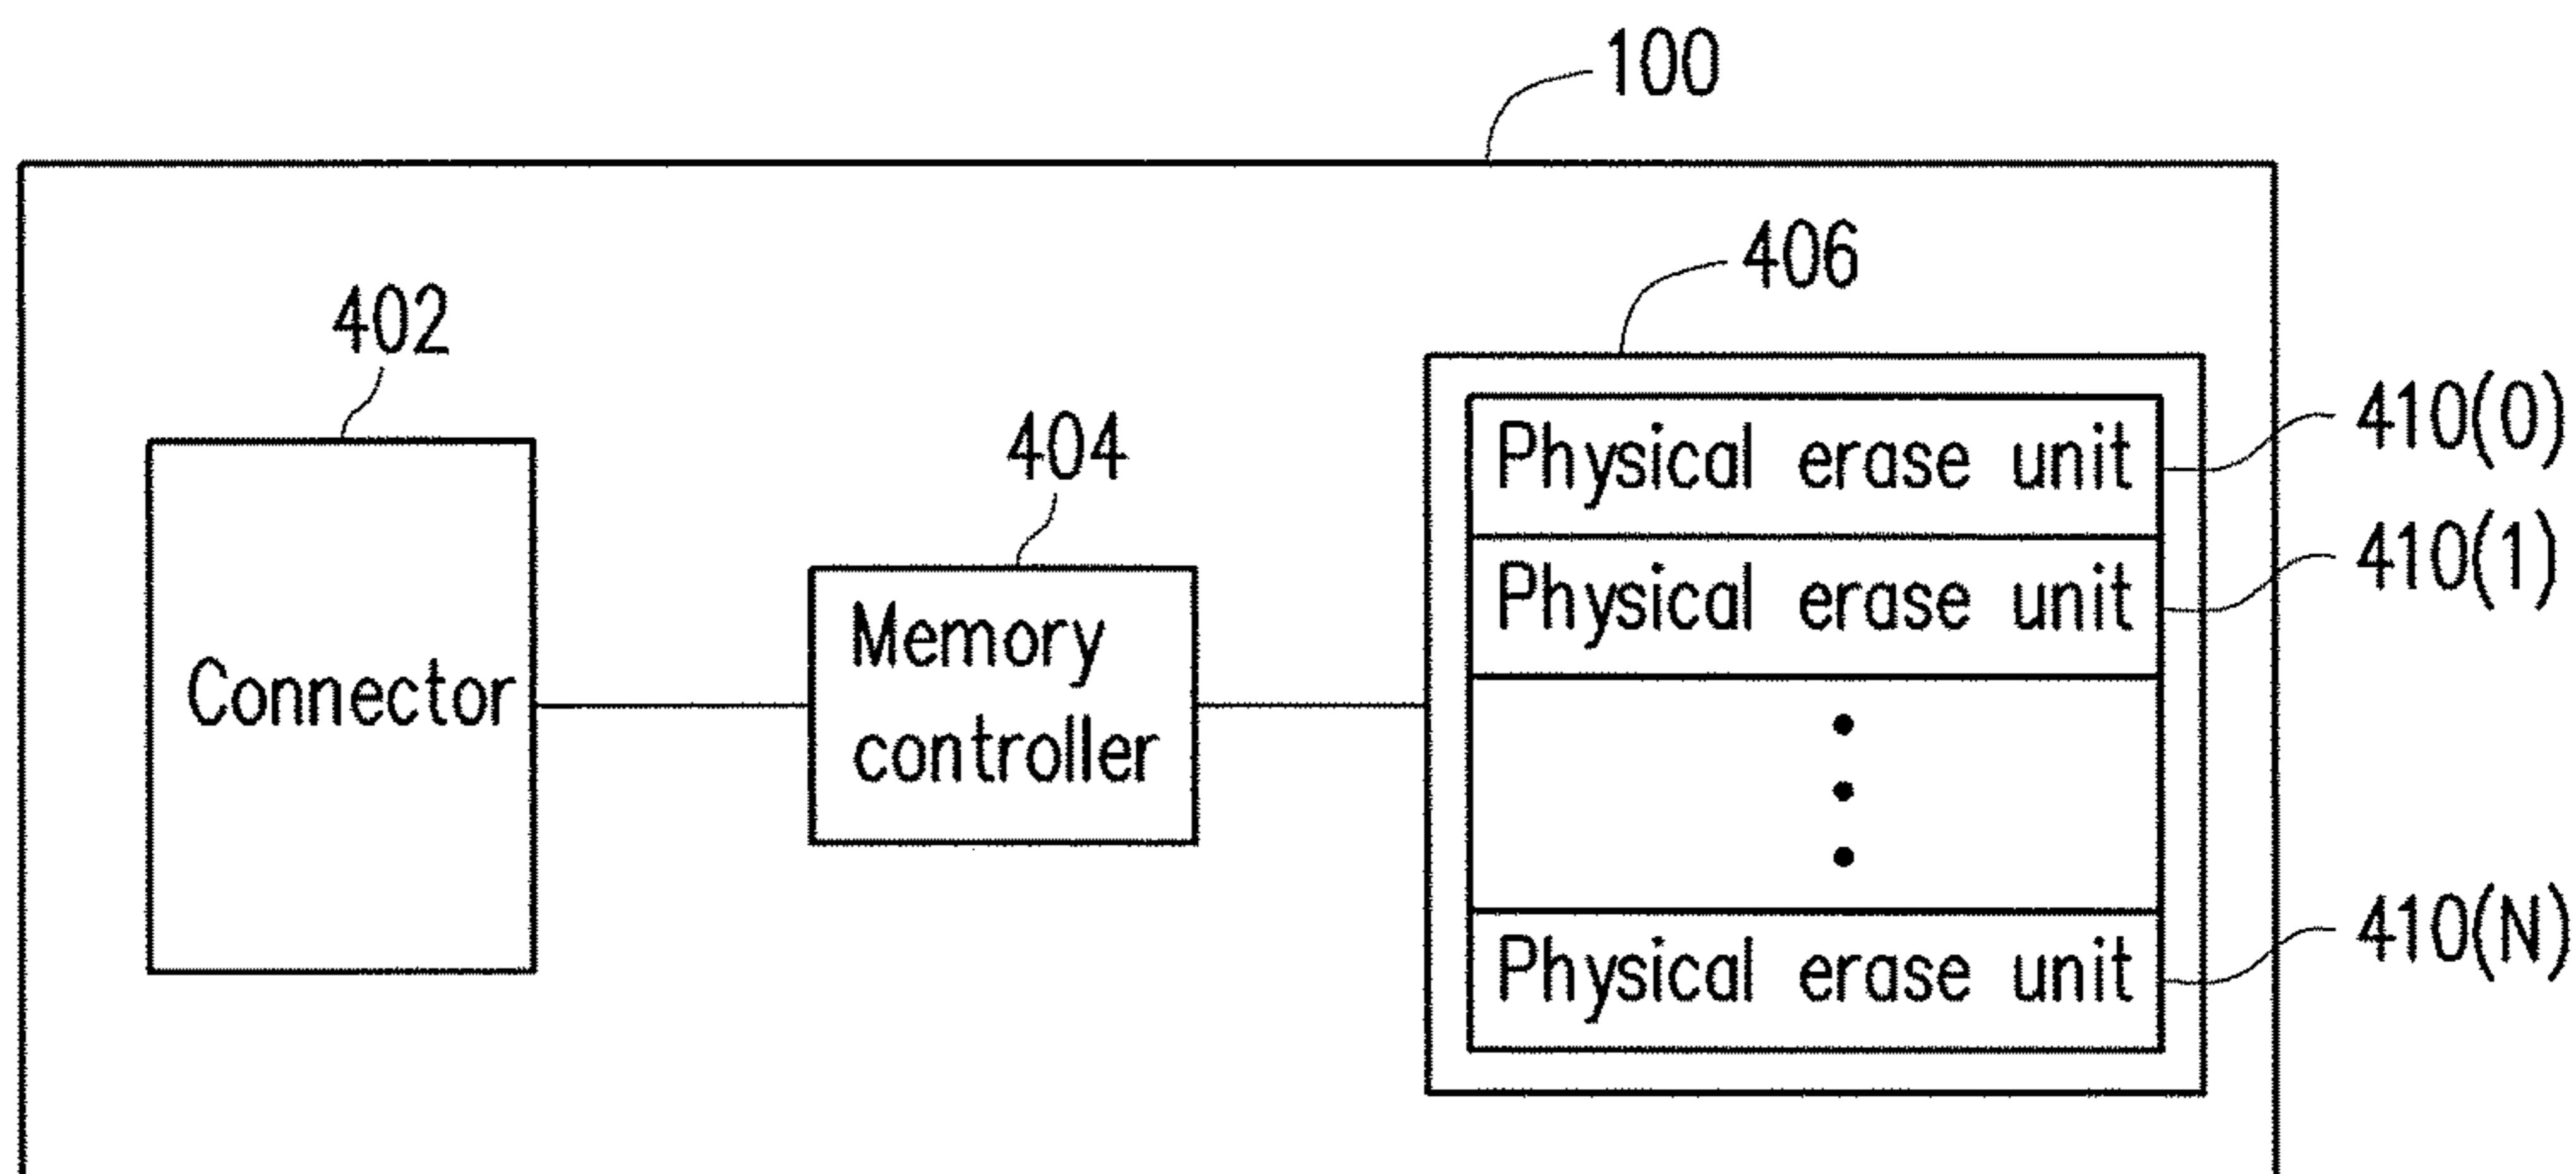 100
406
402
410(0)
Physical erase unit
404
410(1)
Physical erase unit
Memory
Connector
controller
410(N)
Physical erase unit